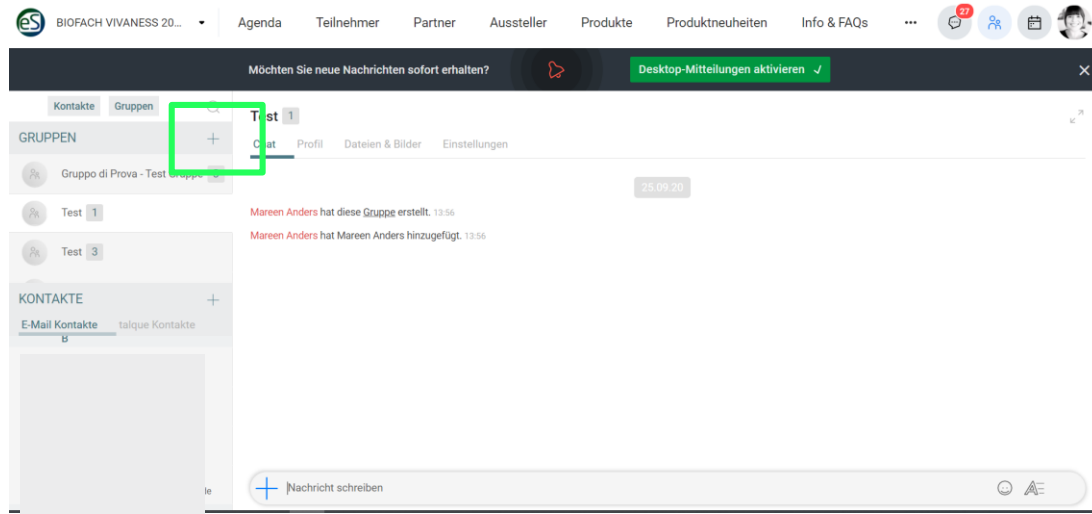 eS BIOFACH VIVANESS 20... Agenda Teilnehmer Partner Aussteller Produkte Produktneuheiten Info & FAQs ... 27
Möchten Sie neue Nachrichten sofort erhalten? Desktop-Mitteilungen aktivieren
Kontakte Gruppen
Test 1
GRUPPEN
Chat Profil Dateien & Bilder Einstellungen
Gruppo di Prova - Test Gruppe
25.09.20
Test 1
Mareen Anders hat diese Gruppe erstellt. 13:56
Mareen Anders hat Mareen Anders hinzugefügt. 13:56
Test 3
KONTAKTE
E-Mail Kontakte talque Kontakte
B
le
Nachricht schreiben